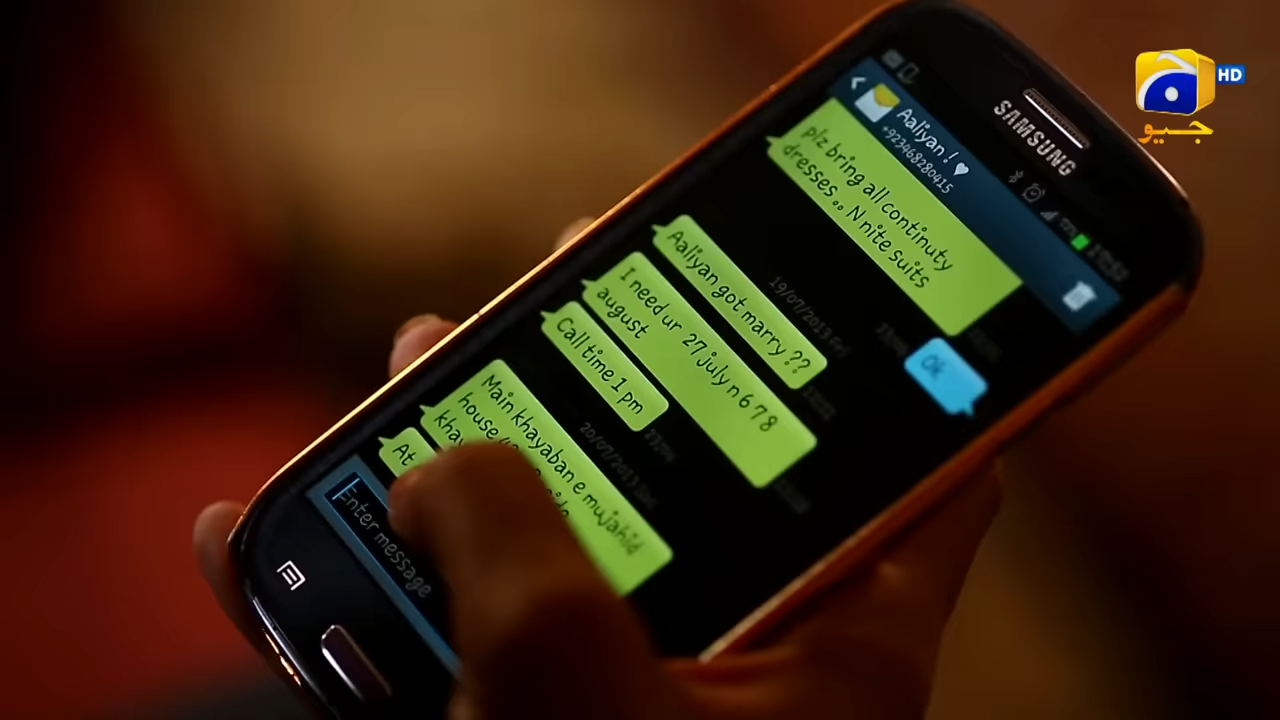 HD
جیو
SAMSUNG
Aaliyan ! ♥
+923468280415
plz bring all continuty
dresses .. N nite suits
Ok
19/07/2013 Fri
Aaliyan got marry ??
I need ur 27 july n 6 7 8
august
Call time 1 pm
20/07/2013
Main khayaban e mujahid
house
At
Enter message